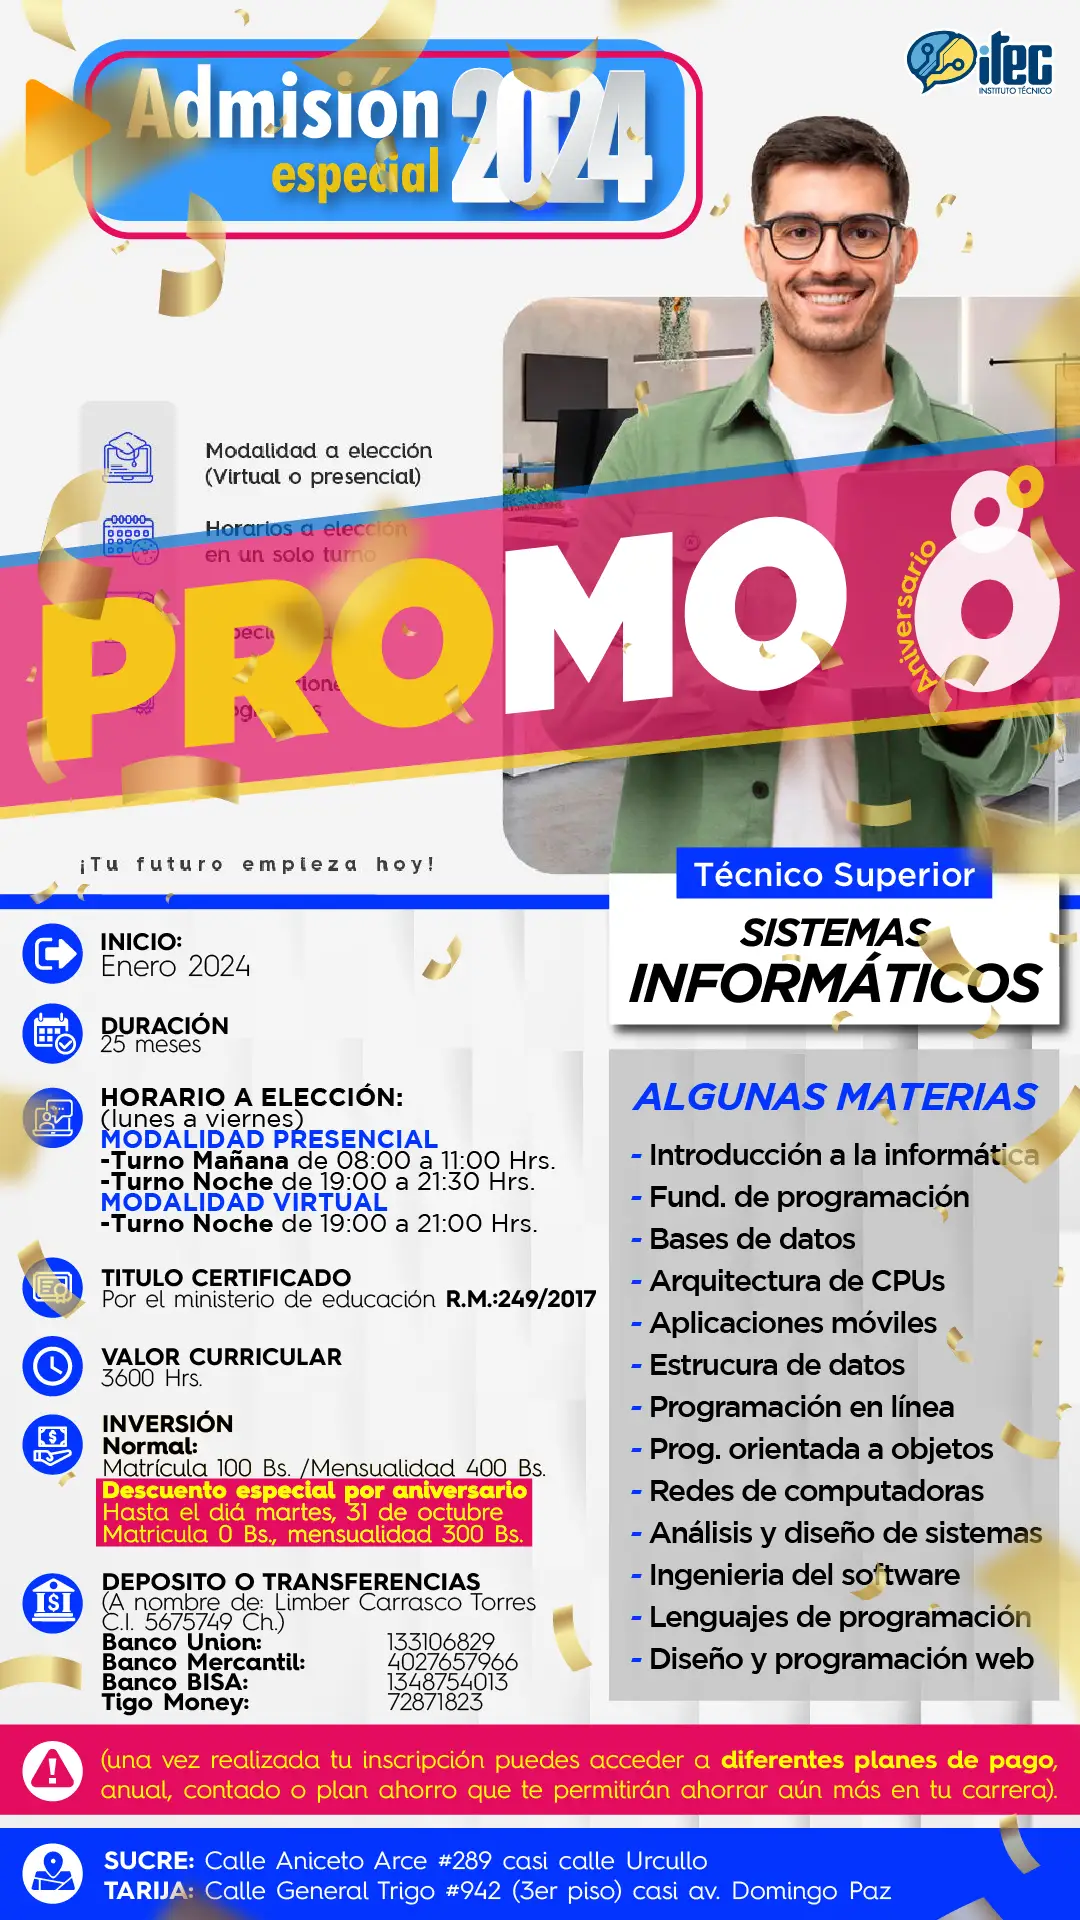 Admisión
especial
2024
itec
INSTITUTO TÉCNICO
Modalidad a elección
(Virtual o presencial)
Horarios a elección
en un solo turno
PROMO
Aniversario
8º
¡Tu futuro empieza hoy!
Técnico Superior
SISTEMAS
INFORMÁTICOS
INICIO:
Enero 2024
DURACIÓN
25 meses
HORARIO A ELECCIÓN:
(lunes a viernes)
MODALIDAD PRESENCIAL
-Turno Mañana de 08:00 a 11:00 Hrs.
-Turno Noche de 19:00 a 21:30 Hrs.
MODALIDAD VIRTUAL
-Turno Noche de 19:00 a 21:00 Hrs.
TITULO CERTIFICADO
Por el ministerio de educación R.M.:249/2017
VALOR CURRICULAR
3600 Hrs.
INVERSIÓN
Normal:
Matrícula 100 Bs. /Mensualidad 400 Bs.
Descuento especial por aniversario
Hasta el diá martes, 31 de octubre
Matricula 0 Bs., mensualidad 300 Bs.
DEPOSITO O TRANSFERENCIAS
(A nombre de: Limber Carrasco Torres
C.I. 5675749 Ch.)
Banco Union: 133106829
Banco Mercantil: 4027657966
Banco BISA: 1348754013
Tigo Money: 72871823
ALGUNAS MATERIAS
- Introducción a la informática
- Fund. de programación
- Bases de datos
- Arquitectura de CPUs
- Aplicaciones móviles
- Estrucura de datos
- Programación en línea
- Prog. orientada a objetos
- Redes de computadoras
- Análisis y diseño de sistemas
- Ingenieria del software
- Lenguajes de programación
- Diseño y programación web
(una vez realizada tu inscripción puedes acceder a diferentes planes de pago,
anual, contado o plan ahorro que te permitirán ahorrar aún más en tu carrera).
SUCRE: Calle Aniceto Arce #289 casi calle Urcullo
TARIJA: Calle General Trigo #942 (3er piso) casi av. Domingo Paz